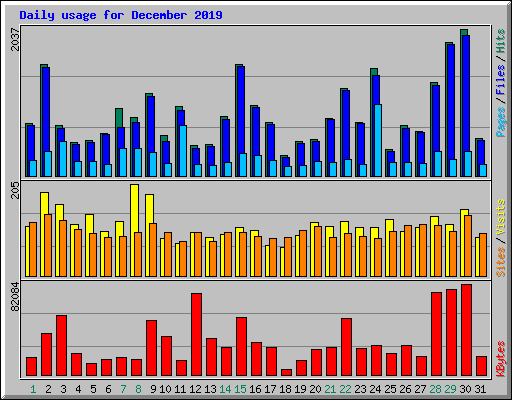 Daily usage for December 2019
2037
Pages / Files / Hits
205
Sites / Visits
82084
KBytes
1 2 3 4 5 6 7 8 9 10 11 12 13 14 15 16 17 18 19 20 21 22 23 24 25 26 27 28 29 30 31